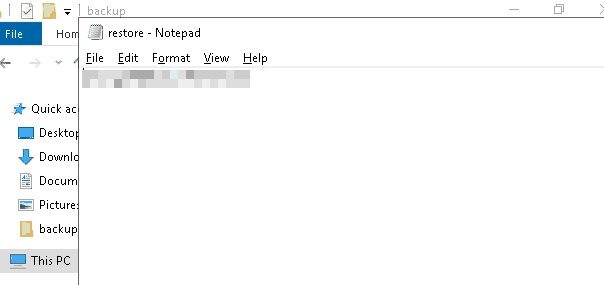 backup
File
Hom
restore - Notepad
File Edit Format View Help
Quick ac
Desktop
Downlo
Docum
Pictures
backup
This PC